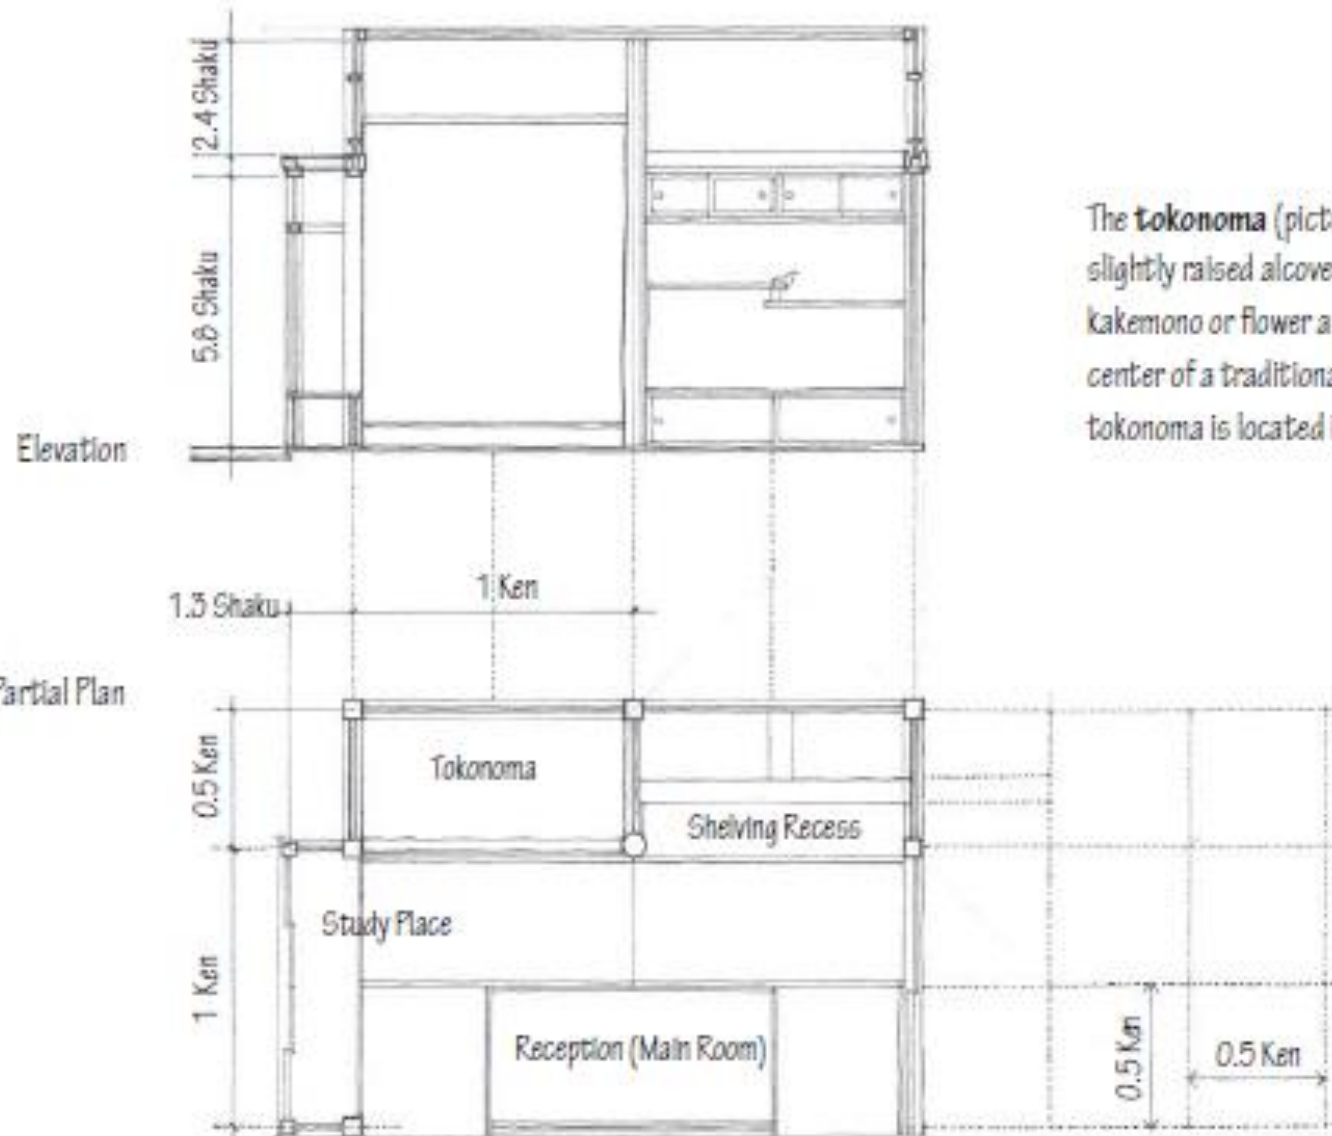 2.4 Shaku
5.8 Shaku
Elevation
The tokonoma (pict
slightly raised alcove
kakemono or flower a
center of a traditiona
tokonoma is located i
1.3 Shaku
1 Ken
Partial Plan
0.5 Ken
Tokonoma
Shelving Recess
Study Place
1 Ken
Reception (Main Room)
0.5 Ken
0.5 Ken